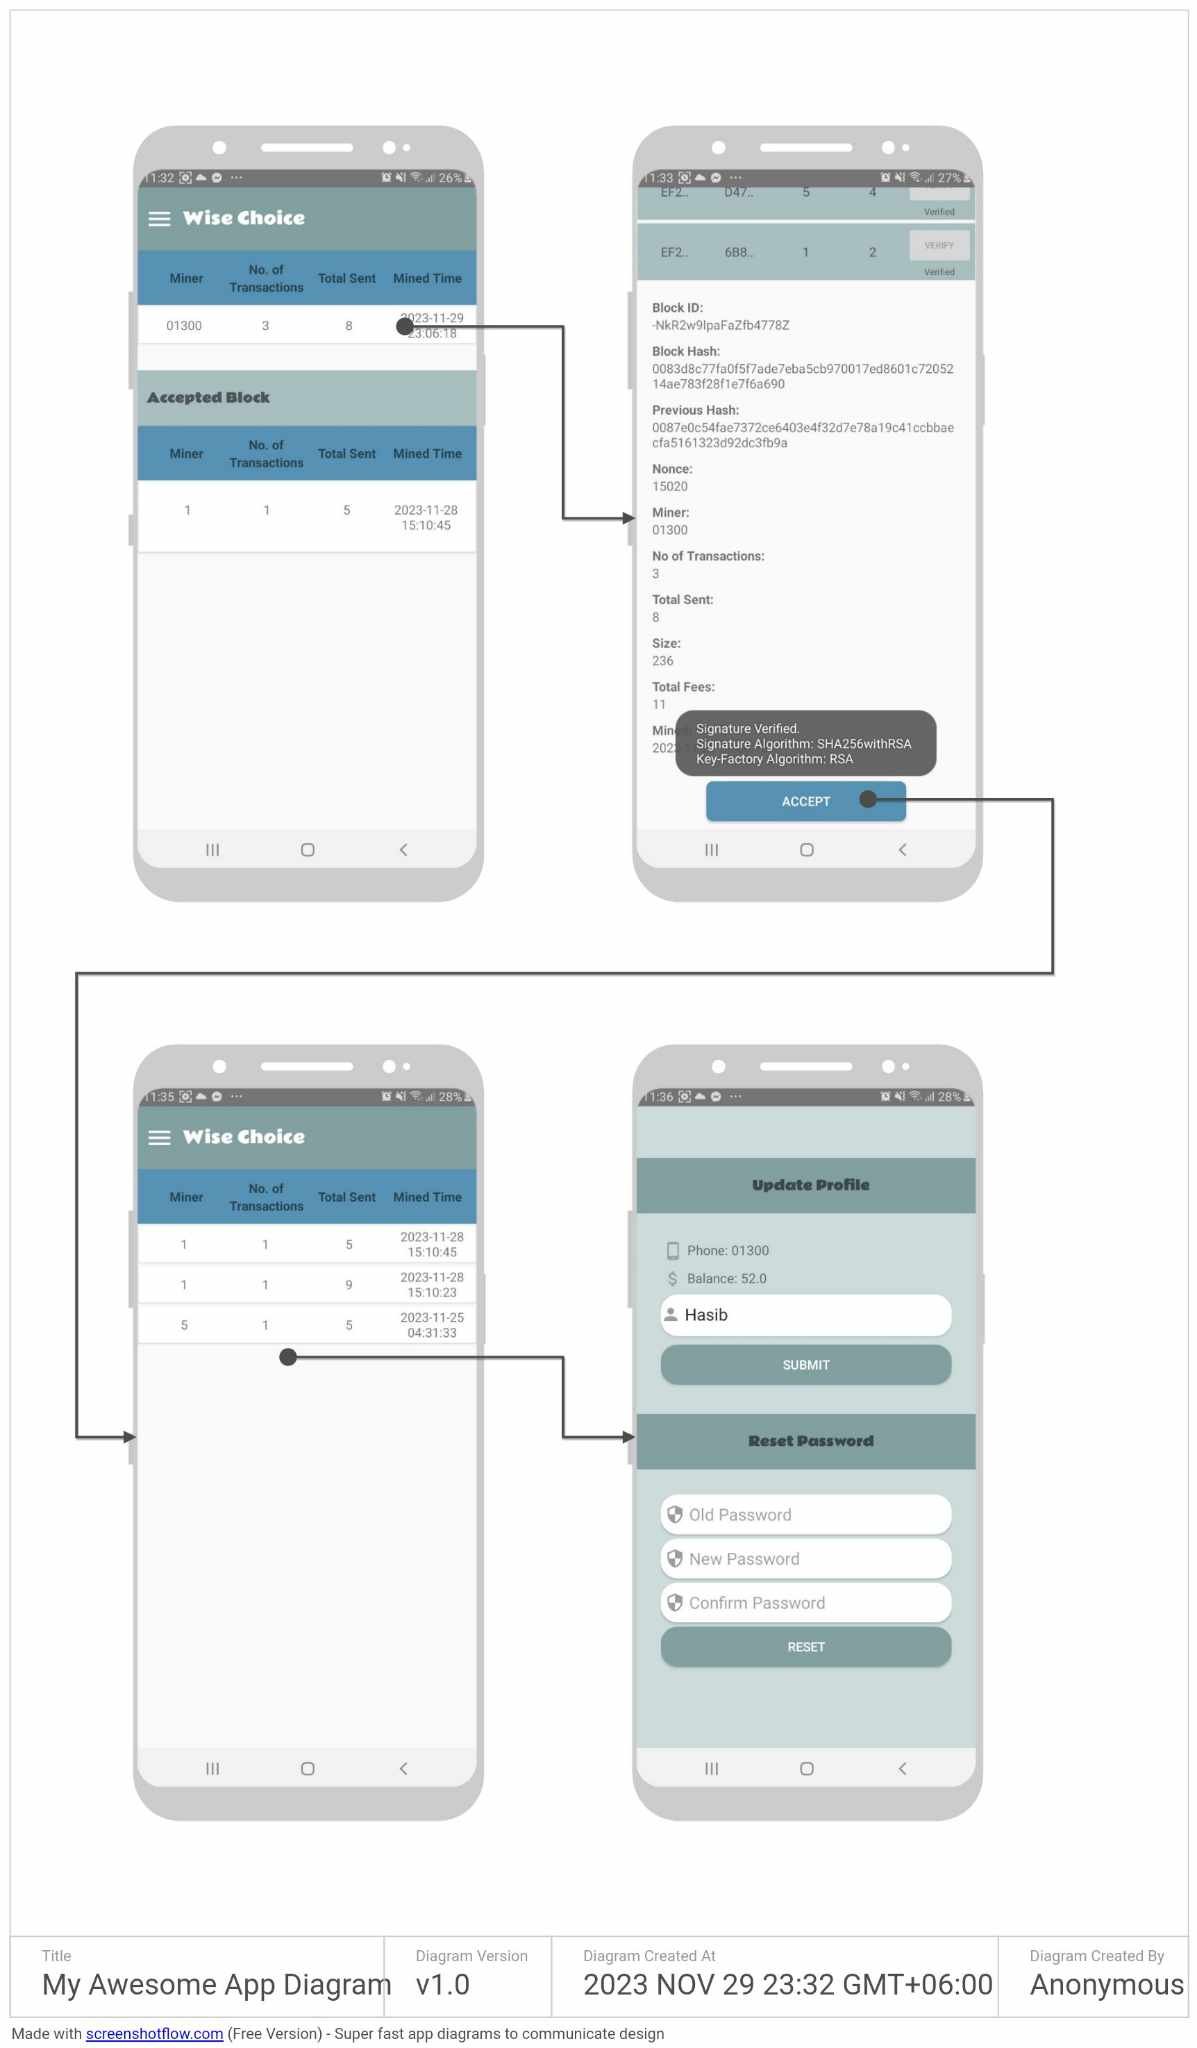 11:32 ... 26%
Wise Choice
Miner No. of Transactions Total Sent Mined Time
01300 3 8 2023-11-29 23:06:18
Accepted Block
Miner No. of Transactions Total Sent Mined Time
1 1 5 2023-11-28 15:10:45
11:33 ... 27%
EF2.. D47.. 5 4
Verified
EF2.. 6B8.. 1 2 VERIFY
Verified
Block ID:
-NkR2w9IpaFaZfb4778Z
Block Hash:
0083d8c77fa0f5f7ade7eba5cb970017ed8601c72052
14ae783f28f1e7f6a690
Previous Hash:
0087e0c54fae7372ce6403e4f32d7e78a19c41ccbbae
cfa5161323d92dc3fb9a
Nonce:
15020
Miner:
01300
No of Transactions:
3
Total Sent:
8
Size:
236
Total Fees:
11
Signature Verified.
Signature Algorithm: SHA256withRSA
Key-Factory Algorithm: RSA
ACCEPT
11:35 ... 28%
Wise Choice
Miner No. of Transactions Total Sent Mined Time
1 1 5 2023-11-28 15:10:45
1 1 9 2023-11-28 15:10:23
5 1 5 2023-11-25 04:31:33
11:36 ... 28%
Update Profile
Phone: 01300
Balance: 52.0
Hasib
SUBMIT
Reset Password
Old Password
New Password
Confirm Password
RESET
Title
My Awesome App Diagram
Diagram Version
v1.0
Diagram Created At
2023 NOV 29 23:32 GMT+06:00
Diagram Created By
Anonymous
Made with screenshotflow.com (Free Version) - Super fast app diagrams to communicate design